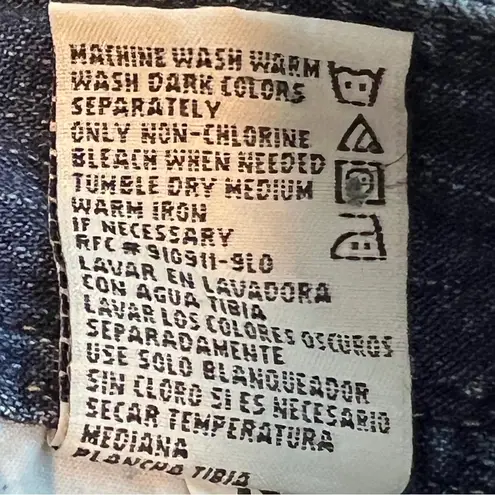 MACHINE WASH WARM
WASH DARK COLORS
SEPARATELY
ONLY NON-CHLORINE
BLEACH WHEN NEEDED
TUMBLE DRY MEDIUM
WARM IRON
IF NECESSARY
RFC # 910911-9L0
LAVAR EN LAVADORA
CON AGUA TIBIA
LAVAR LOS COLORES OSCUROS
SEPARADAMENTE
USE SOLO BLANQUEADOR
SIN CLORO SI ES NECESARIO
SECAR TEMPERATURA
MEDIANA
PLANCHA TIBIA